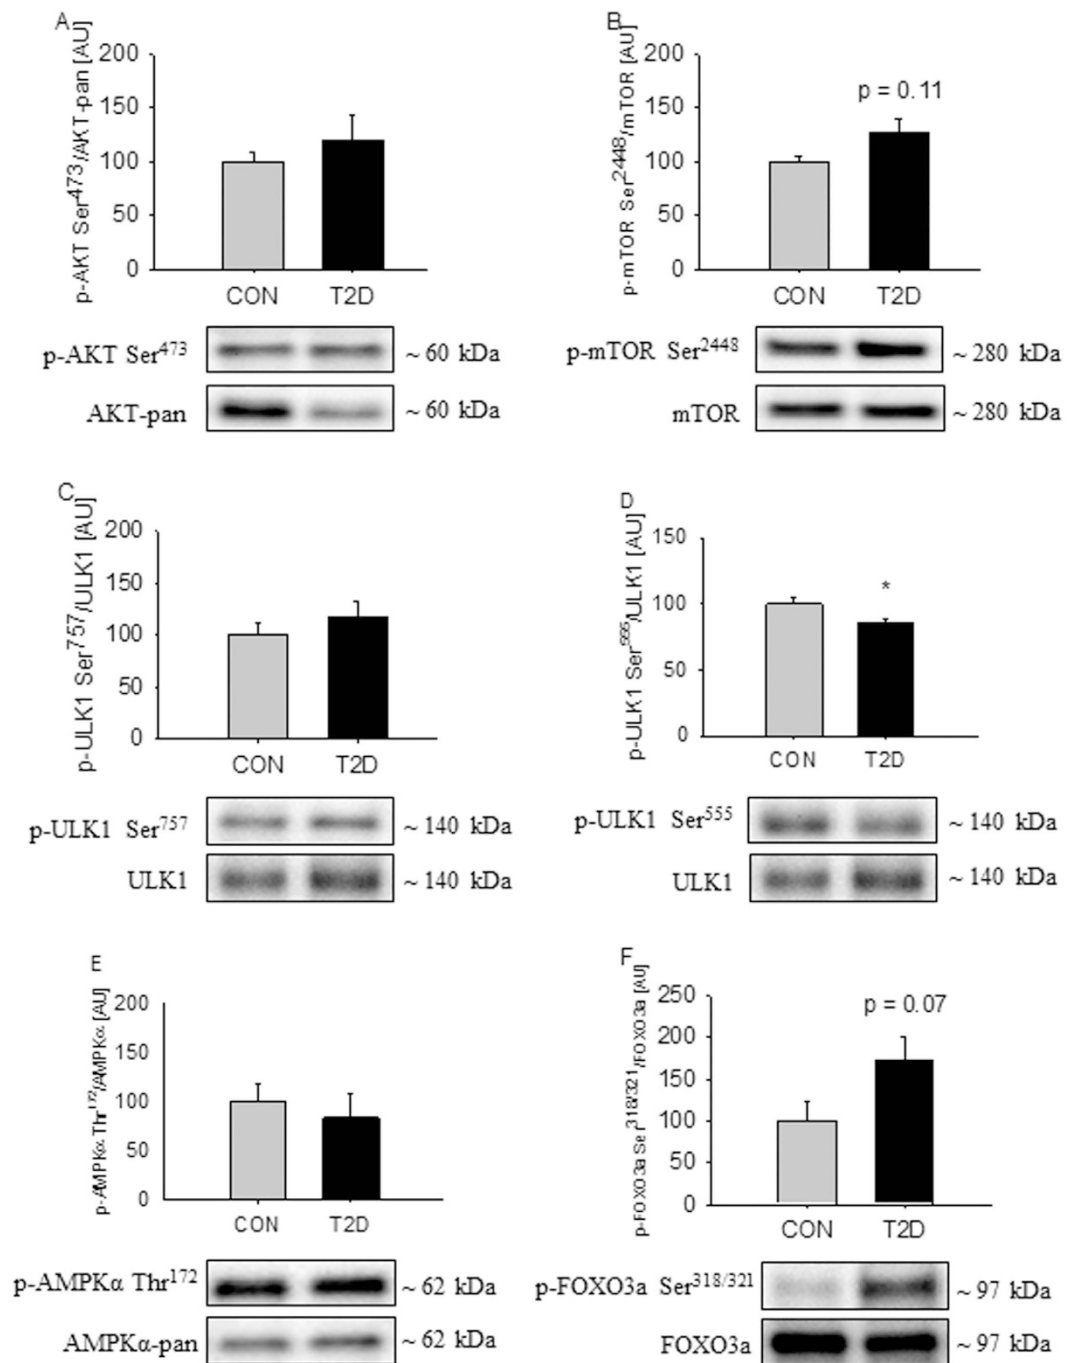 A
p-AKT Ser473/AKT-pan [AU]
200
150
100
50
0
CON T2D
p-AKT Ser473 ~ 60 kDa
AKT-pan ~ 60 kDa
B
p-mTOR Ser2448/mTOR [AU]
200
150
100
50
0
p = 0.11
CON T2D
p-mTOR Ser2448 ~ 280 kDa
mTOR ~ 280 kDa
C
p-ULK1 Ser757/ULK1 [AU]
200
150
100
50
0
CON T2D
p-ULK1 Ser757 ~ 140 kDa
ULK1 ~ 140 kDa
D
p-ULK1 Ser555/ULK1 [AU]
150
100
50
0
*
CON T2D
p-ULK1 Ser555 ~ 140 kDa
ULK1 ~ 140 kDa
E
p-AMPKα Thr172/AMPKα [AU]
200
150
100
50
0
CON T2D
p-AMPKα Thr172 ~ 62 kDa
AMPKα-pan ~ 62 kDa
F
p-FOXO3a Ser318/321/FOXO3a [AU]
250
200
150
100
50
0
p = 0.07
CON T2D
p-FOXO3a Ser318/321 ~ 97 kDa
FOXO3a ~ 97 kDa